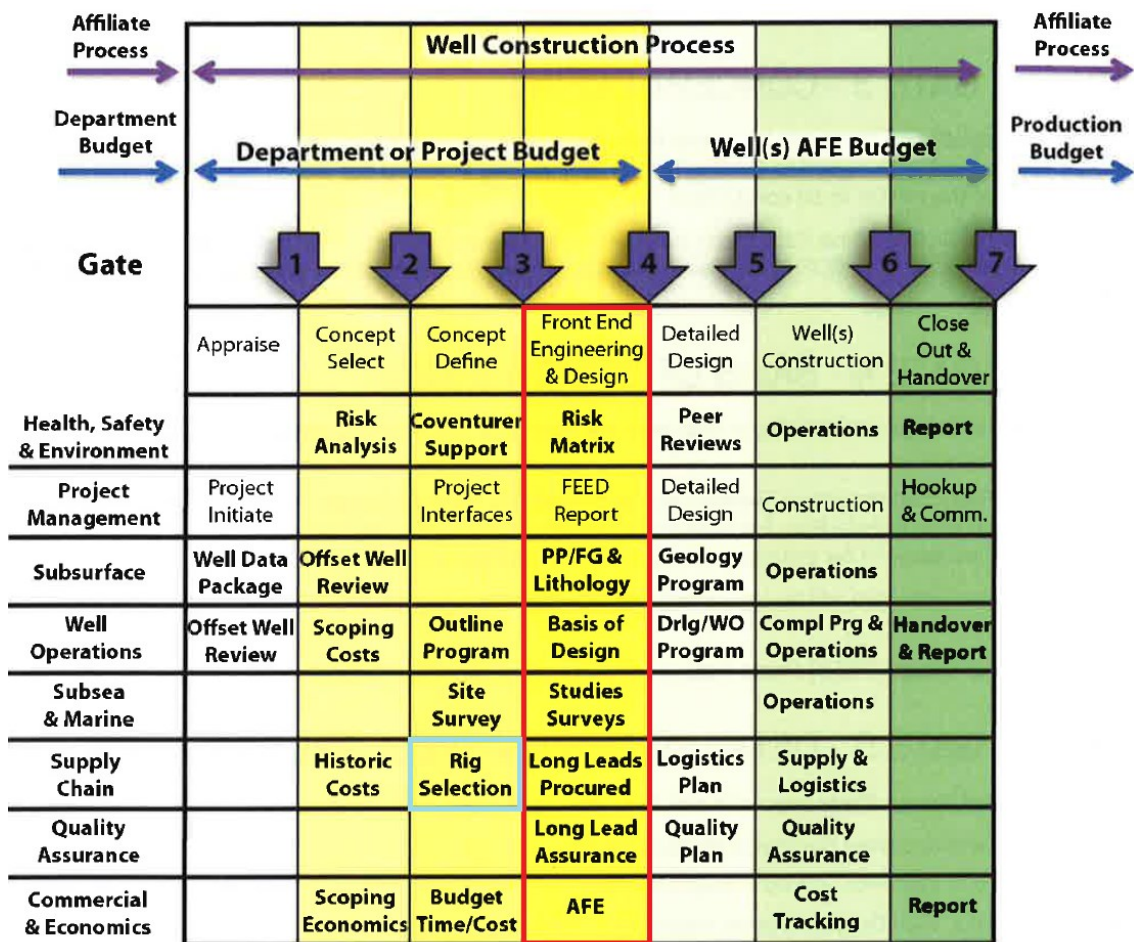 Affiliate
Process
Well Construction Process
Affiliate
Process
Department
Budget
Department or Project Budget
Well(s) AFE Budget
Production
Budget
Gate
1
2
3
4
5
6
7
Appraise
Concept
Select
Concept
Define
Front End
Engineering
& Design
Detailed
Design
Well(s)
Construction
Close
Out &
Handover
Health, Safety
& Environment
Risk
Analysis
Coventurer
Support
Risk
Matrix
Peer
Reviews
Operations
Report
Project
Management
Project
Initiate
Project
Interfaces
FEED
Report
Detailed
Design
Construction
Hookup
& Comm.
Subsurface
Well Data
Package
Offset Well
Review
PP/FG &
Lithology
Geology
Program
Operations
Well
Operations
Offset Well
Review
Scoping
Costs
Outline
Program
Basis of
Design
Drlg/WO
Program
Compl Prg &
Operations
Handover
& Report
Subsea
& Marine
Site
Survey
Studies
Surveys
Operations
Supply
Chain
Historic
Costs
Rig
Selection
Long Leads
Procured
Logistics
Plan
Supply &
Logistics
Quality
Assurance
Long Lead
Assurance
Quality
Plan
Quality
Assurance
Commercial
& Economics
Scoping
Economics
Budget
Time/Cost
AFE
Cost
Tracking
Report